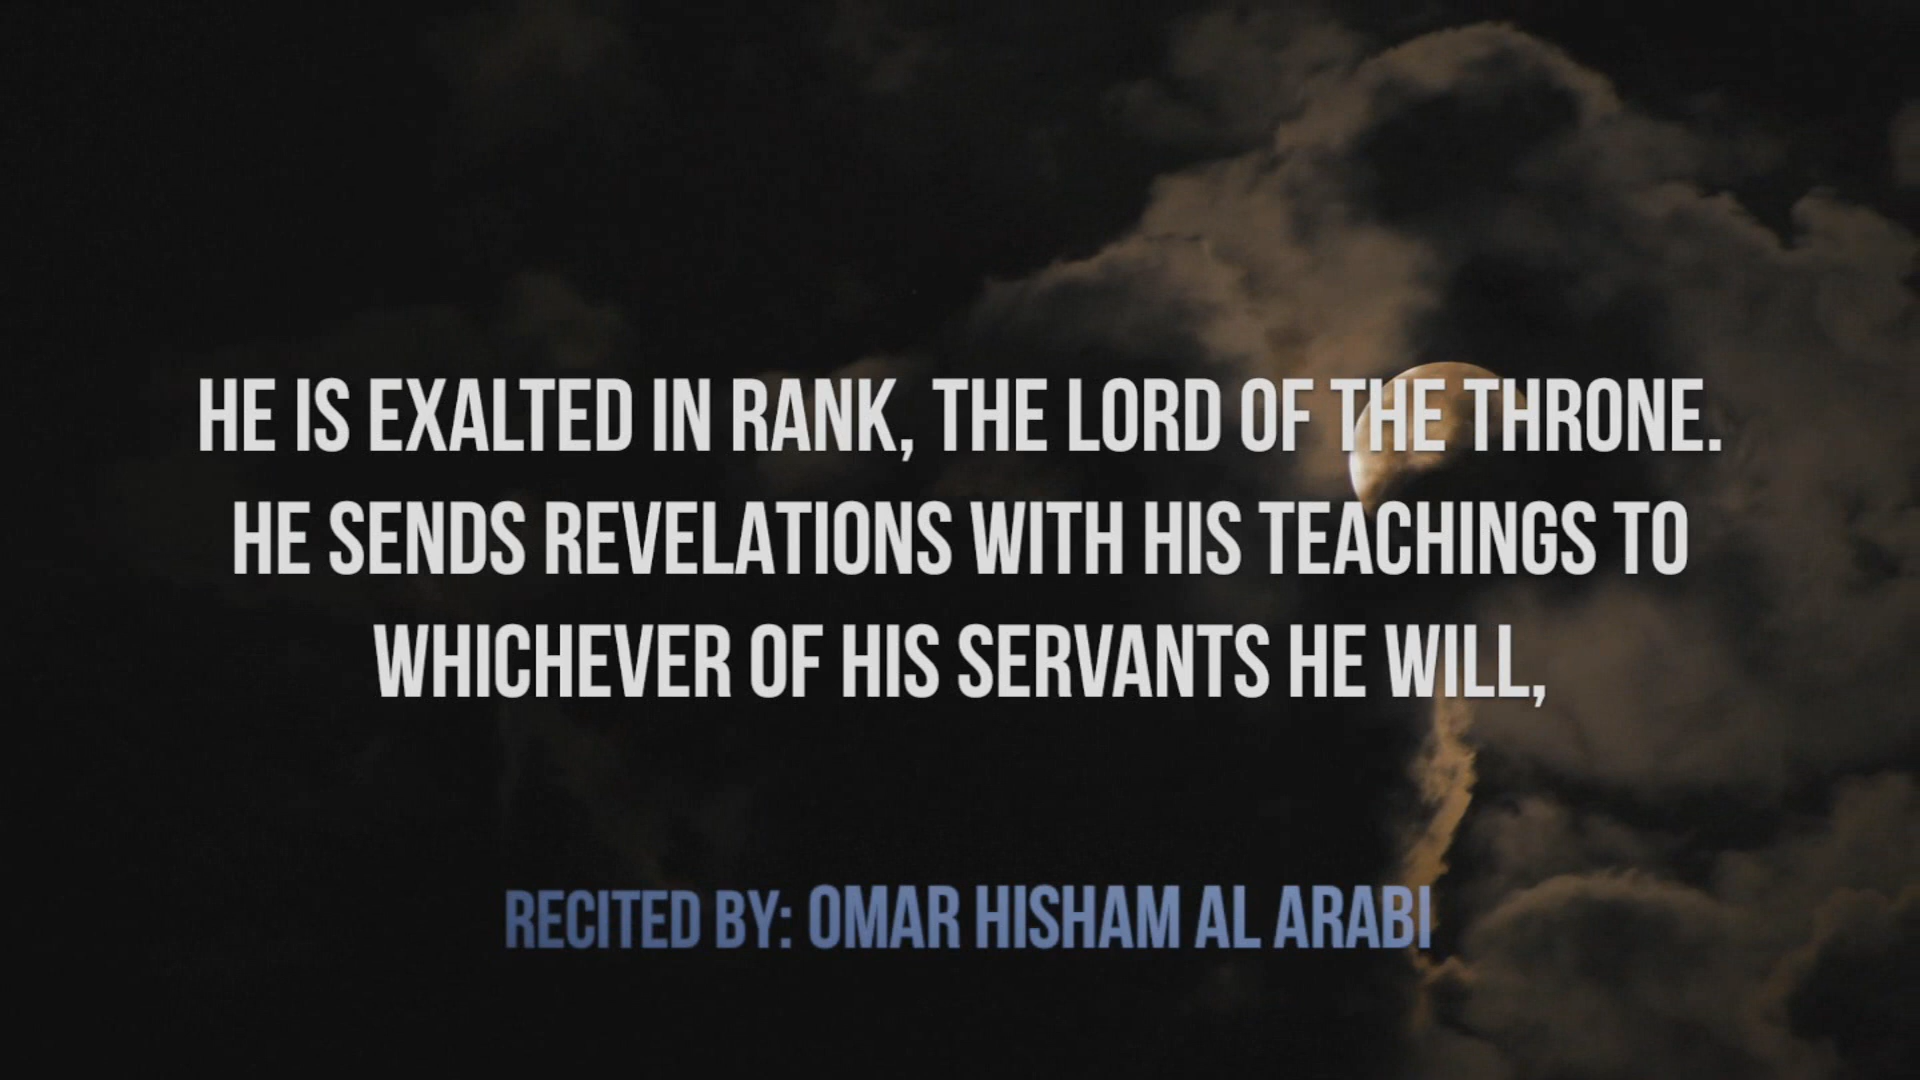 HE IS EXALTED IN RANK, THE LORD OF THE THRONE.
HE SENDS REVELATIONS WITH HIS TEACHINGS TO
WHICHEVER OF HIS SERVANTS HE WILL,
RECITED BY: OMAR HISHAM AL ARABI